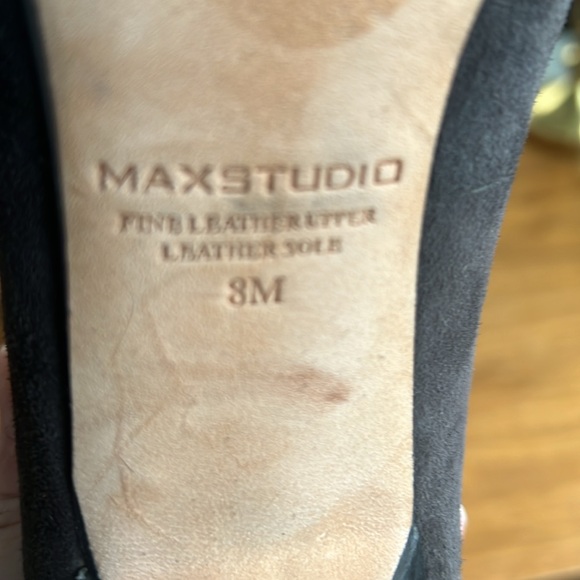 MAXSTUDIO
FINE LEATHER UPPER
LEATHER SOLE
8M